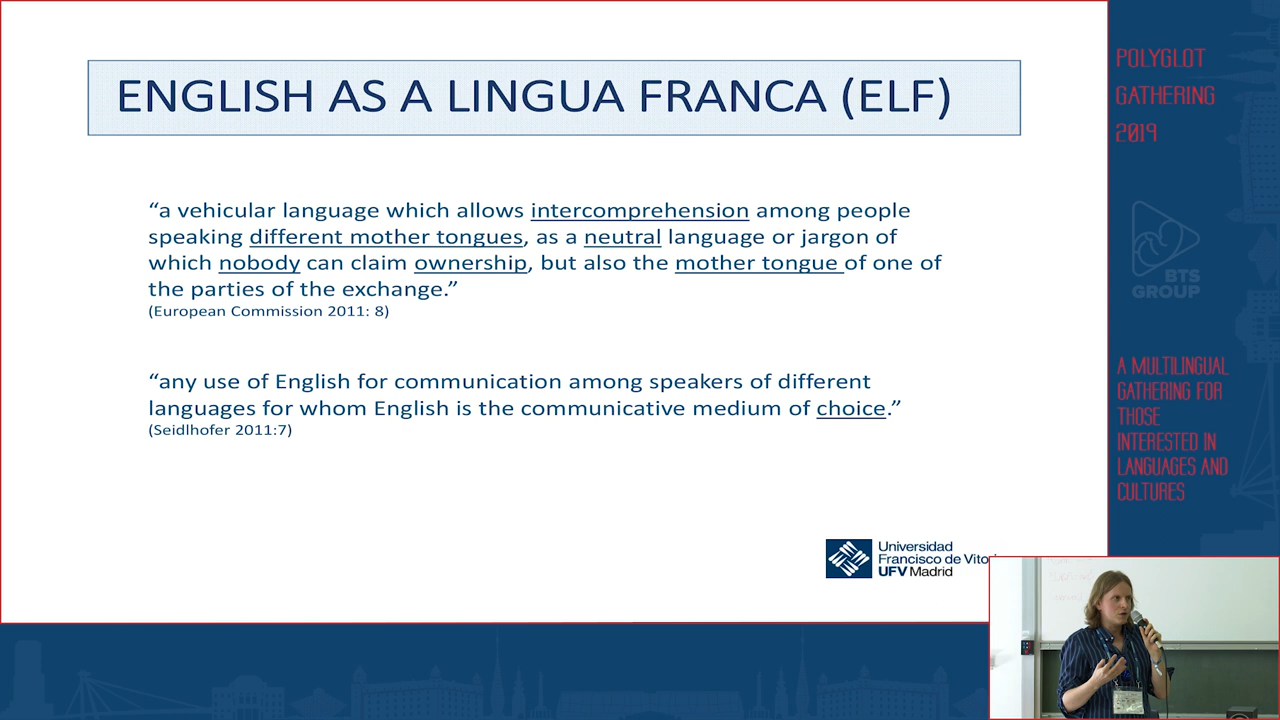 ENGLISH AS A LINGUA FRANCA (ELF)
“a vehicular language which allows intercomprehension among people
speaking different mother tongues, as a neutral language or jargon of
which nobody can claim ownership, but also the mother tongue of one of
the parties of the exchange.”
(European Commission 2011: 8)
“any use of English for communication among speakers of different
languages for whom English is the communicative medium of choice.”
(Seidlhofer 2011:7)
Universidad
Francisco de
UFV Madrid
POLYGLOT
GATHERING
2019
BTS
GROUP
A MULTILINGUAL
GATHERING FOR
THOSE
INTERESTED IN
LANGUAGES AND
CULTURES